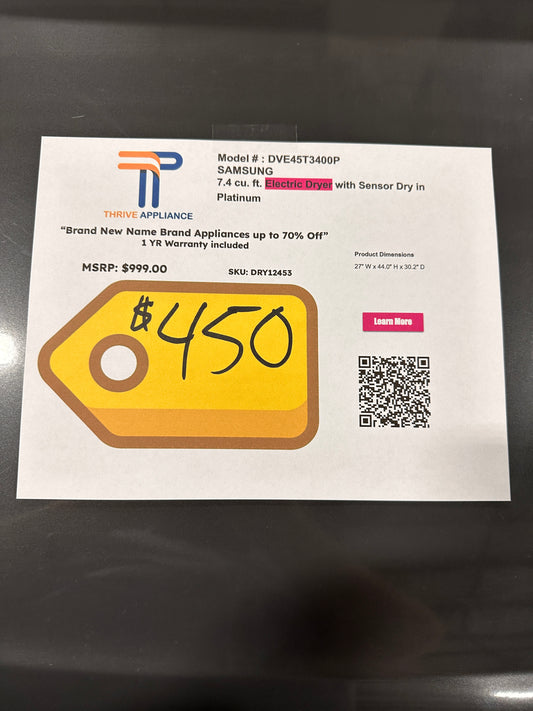 THRIVE APPLIANCE
Model # : DVE45T3400P
SAMSUNG
7.4 cu. ft. Electric Dryer with Sensor Dry in
Platinum
“Brand New Name Brand Appliances up to 70% Off”
1 YR Warranty included
MSRP: $999.00
SKU: DRY12453
$450
Product Dimensions
27" W x 44.0" H x 30.2" D
Learn More